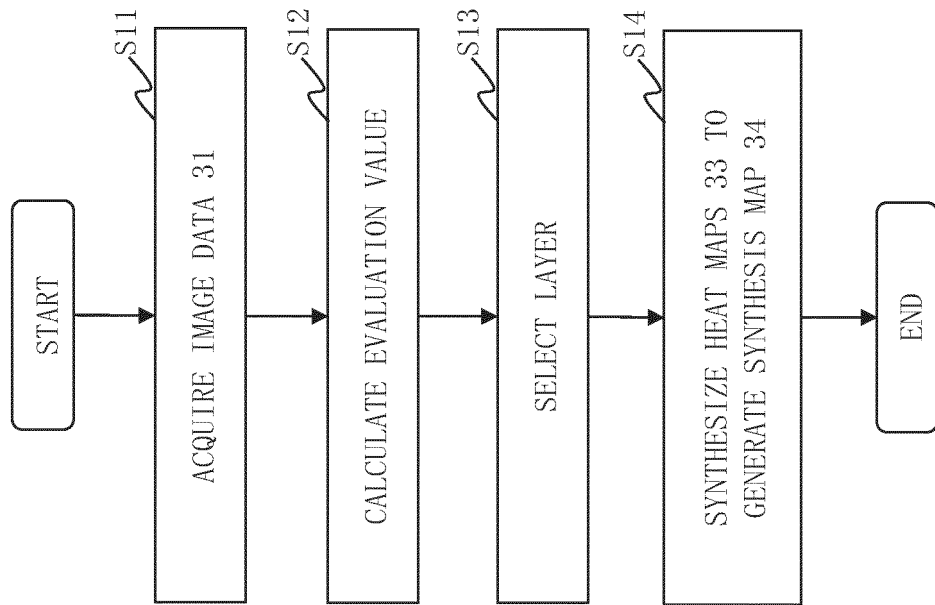 START
S11
ACQUIRE IMAGE DATA 31
S12
CALCULATE EVALUATION VALUE
S13
SELECT LAYER
S14
SYNTHESIZE HEAT MAPS 33 TO
GENERATE SYNTHESIS MAP 34
END